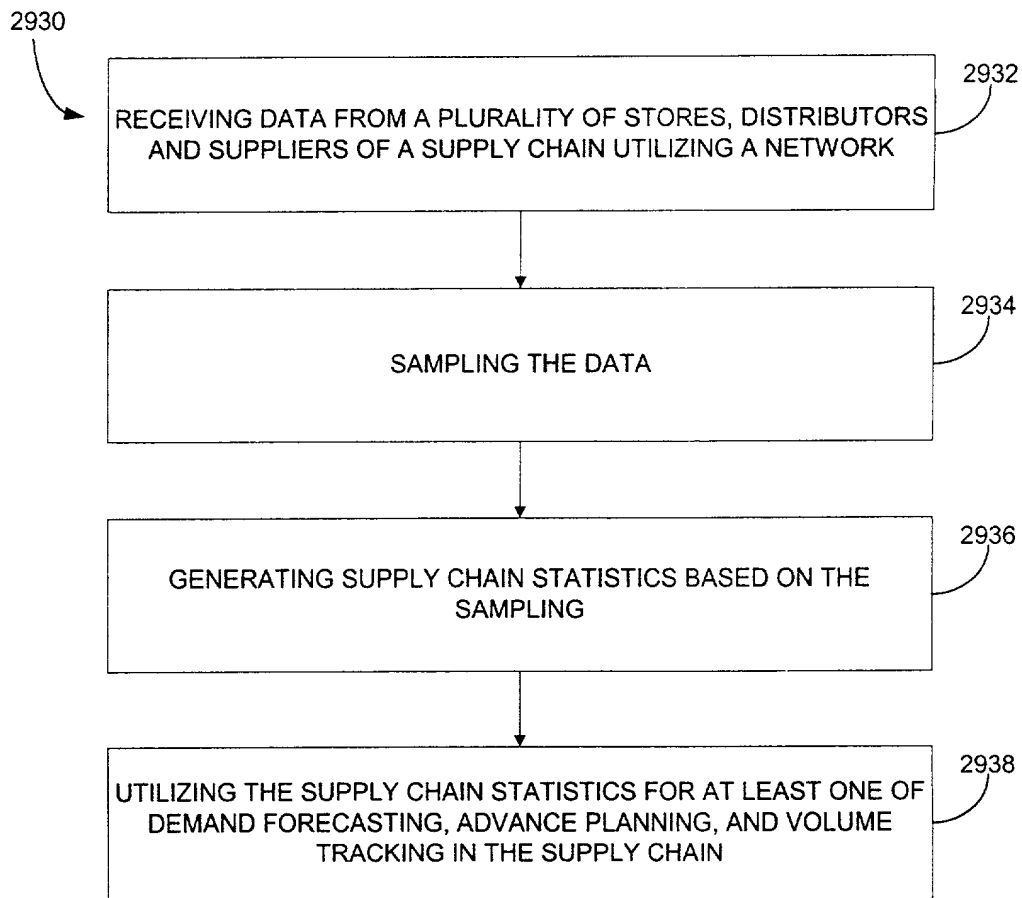 2930
2932
RECEIVING DATA FROM A PLURALITY OF STORES, DISTRIBUTORS
AND SUPPLIERS OF A SUPPLY CHAIN UTILIZING A NETWORK
2934
SAMPLING THE DATA
2936
GENERATING SUPPLY CHAIN STATISTICS BASED ON THE
SAMPLING
2938
UTILIZING THE SUPPLY CHAIN STATISTICS FOR AT LEAST ONE OF
DEMAND FORECASTING, ADVANCE PLANNING, AND VOLUME
TRACKING IN THE SUPPLY CHAIN